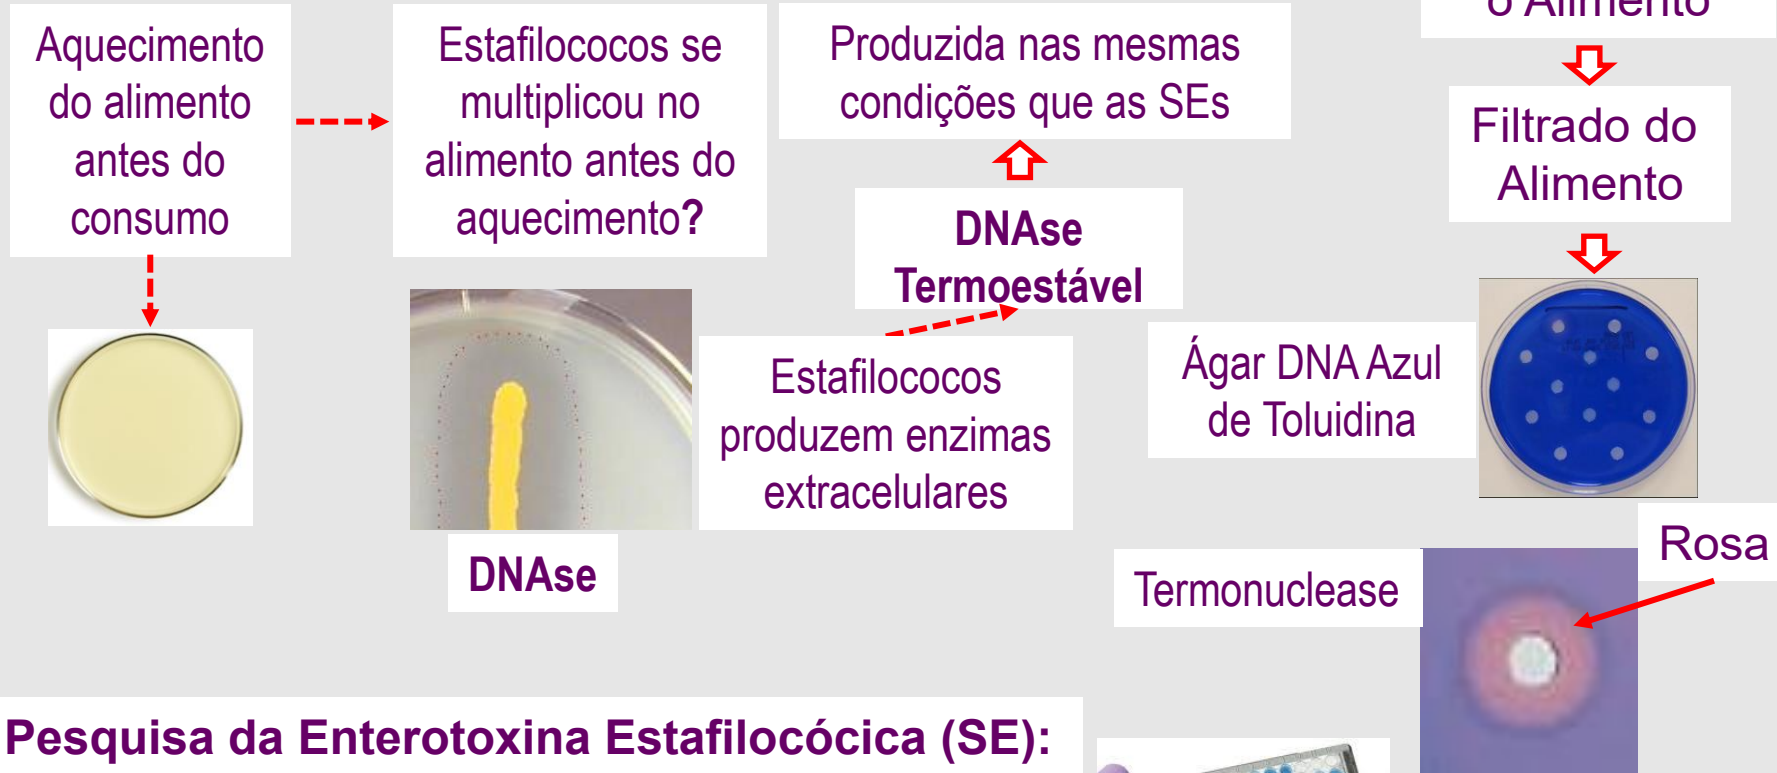 Aquecimento
do alimento
antes do
consumo
Estafilococos se
multiplicou no
alimento antes do
aquecimento?
Produzida nas mesmas
condições que as SEs
DNAse
Termoestável
Estafilococos
produzem enzimas
extracelulares
DNAse
o Alimento
Filtrado do
Alimento
Ágar DNA Azul
de Toluidina
Termonuclease
Rosa
Pesquisa da Enterotoxina Estafilocócica (SE):